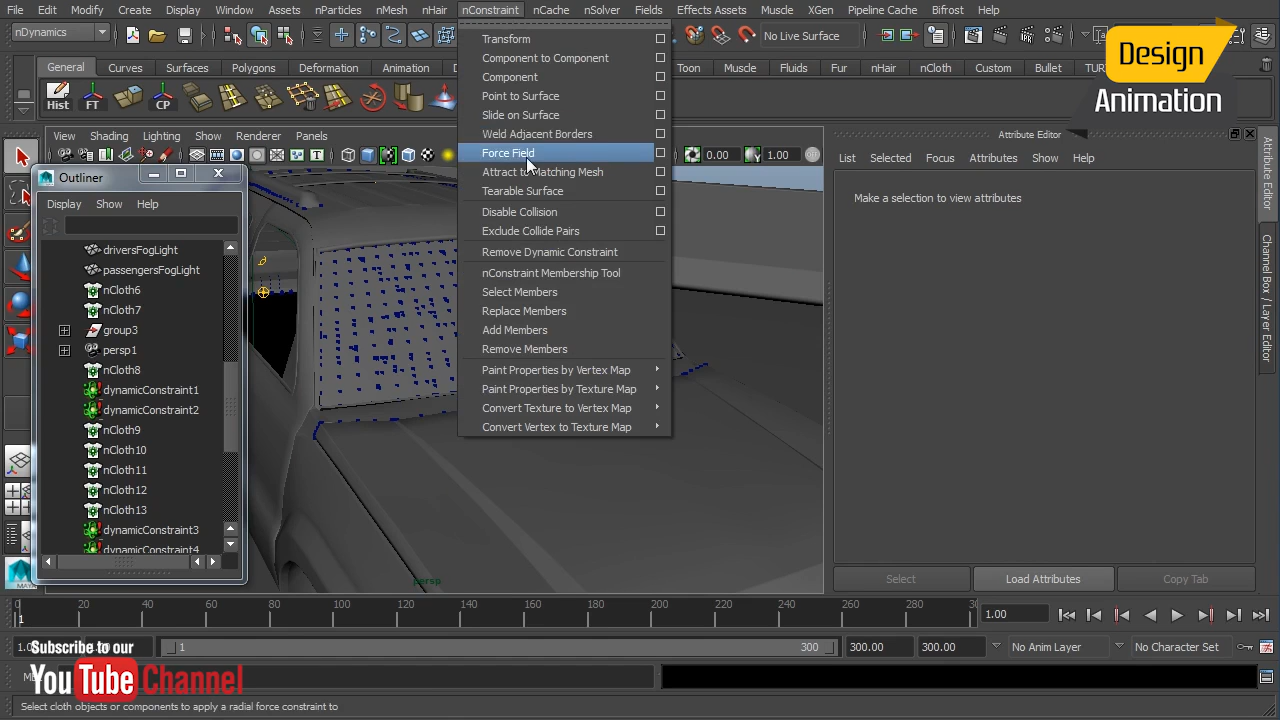 File Edit Modify Create Display Window Assets nParticles nMesh nHair nConstraint nCache nSolver Fields Effects Assets Muscle XGen Pipeline Cache Bifrost Help
nDynamics
No Live Surface
Design
Animation
General Curves Surfaces Polygons Deformation Animation Toon Muscle Fluids Fur nHair nCloth Custom Bullet
Hist FT CP
View Shading Lighting Show Renderer Panels
0.00 1.00
Transform
Component to Component
Component
Point to Surface
Slide on Surface
Weld Adjacent Borders
Force Field
Attract to Matching Mesh
Tearable Surface
Disable Collision
Exclude Collide Pairs
Remove Dynamic Constraint
nConstraint Membership Tool
Select Members
Replace Members
Add Members
Remove Members
Paint Properties by Vertex Map
Paint Properties by Texture Map
Convert Texture to Vertex Map
Convert Vertex to Texture Map
Outliner
Display Show Help
driversFogLight
passengersFogLight
nCloth6
nCloth7
group3
persp1
nCloth8
dynamicConstraint1
dynamicConstraint2
nCloth9
nCloth10
nCloth11
nCloth12
nCloth13
dynamicConstraint3
dynamicConstraint4
persp
Attribute Editor
List Selected Focus Attributes Show Help
Make a selection to view attributes
Attribute Editor
Channel Box / Layer Editor
Select Load Attributes Copy Tab
0 20 40 60 80 100 120 140 160 180 200 220 240 260 280
1
1.00
1 300 300.00 300.00 No Anim Layer No Character Set
Subscribe to our
YouTube Channel
Select cloth objects or components to apply a radial force constraint to